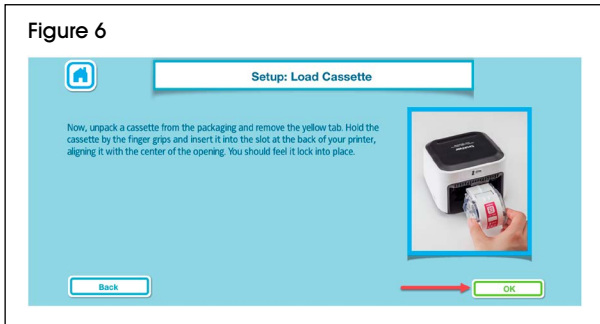 Figure 6
Setup: Load Cassette
Now, unpack a cassette from the packaging and remove the yellow tab. Hold the
cassette by the finger grips and insert it into the slot at the back of your printer,
aligning it with the center of the opening. You should feel it lock into place.
Back
OK